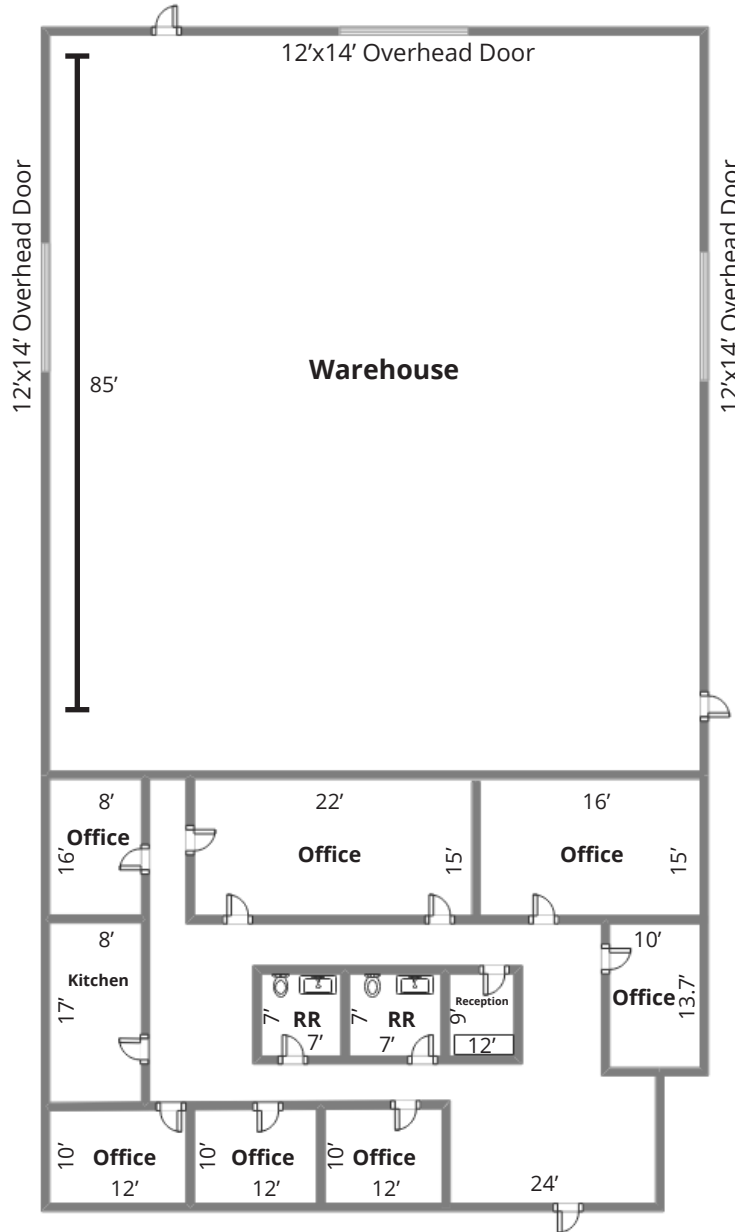 12'x14' Overhead Door
12'x14' Overhead Door
12'x14' Overhead Door
Warehouse
85'
8'
Office
16'
22'
Office
15'
16'
Office
15'
8'
Kitchen
17'
10'
Office
13.7'
7'
RR
7'
7'
RR
7'
Reception
9'
12'
10'
Office
12'
10'
Office
12'
10'
Office
12'
24'